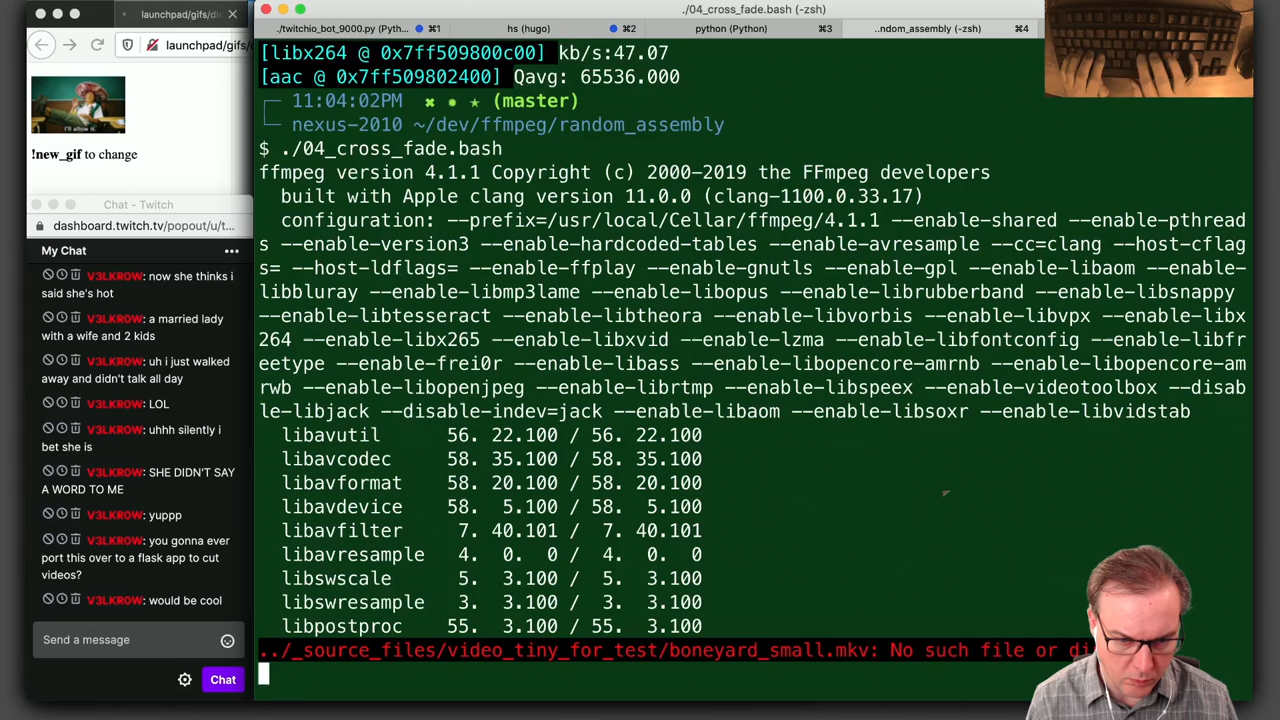 launchpad/gifs/din
launchpad/gifs/d
I'll allow it.
!new_gif to change
Chat - Twitch
dashboard.twitch.tv/popout/u/t...
My Chat
V3LKROW: now she thinks i
said she's hot
V3LKROW: a married lady
with a wife and 2 kids
V3LKROW: uh i just walked
away and didn't talk all day
V3LKROW: LOL
V3LKROW: uhhh silently i
bet she is
V3LKROW: SHE DIDN'T SAY
A WORD TO ME
V3LKROW: yuppp
V3LKROW: you gonna ever
port this over to a flask app to cut
videos?
V3LKROW: would be cool
Send a message
Chat
./04_cross_fade.bash (-zsh)
./twitchio_bot_9000.py (Pytho... ⌘1
hs (hugo) ⌘2
python (Python) ⌘3
..ndom_assembly (-zsh) ⌘4
[libx264 @ 0x7ff509800c00] kb/s:47.07
[aac @ 0x7ff509802400] Qavg: 65536.000
11:04:02PM ✖ ✹ ★ (master)
nexus-2010 ~/dev/ffmpeg/random_assembly
$ ./04_cross_fade.bash
ffmpeg version 4.1.1 Copyright (c) 2000-2019 the FFmpeg developers
built with Apple clang version 11.0.0 (clang-1100.0.33.17)
configuration: --prefix=/usr/local/Cellar/ffmpeg/4.1.1 --enable-shared --enable-pthread
s --enable-version3 --enable-hardcoded-tables --enable-avresample --cc=clang --host-cflag
s= --host-ldflags= --enable-ffplay --enable-gnutls --enable-gpl --enable-libaom --enable-
libbluray --enable-libmp3lame --enable-libopus --enable-librubberband --enable-libsnappy
--enable-libtesseract --enable-libtheora --enable-libvorbis --enable-libvpx --enable-libx
264 --enable-libx265 --enable-libxvid --enable-lzma --enable-libfontconfig --enable-libfr
eetype --enable-frei0r --enable-libass --enable-libopencore-amrnb --enable-libopencore-am
rwb --enable-libopenjpeg --enable-librtmp --enable-libspeex --enable-videotoolbox --disab
le-libjack --disable-indev=jack --enable-libaom --enable-libsoxr --enable-libvidstab
libavutil 56. 22.100 / 56. 22.100
libavcodec 58. 35.100 / 58. 35.100
libavformat 58. 20.100 / 58. 20.100
libavdevice 58. 5.100 / 58. 5.100
libavfilter 7. 40.101 / 7. 40.101
libavresample 4. 0. 0 / 4. 0. 0
libswscale 5. 3.100 / 5. 3.100
libswresample 3. 3.100 / 3. 3.100
libpostproc 55. 3.100 / 55. 3.100
../_source_files/video_tiny_for_test/boneyard_small.mkv: No such file or di